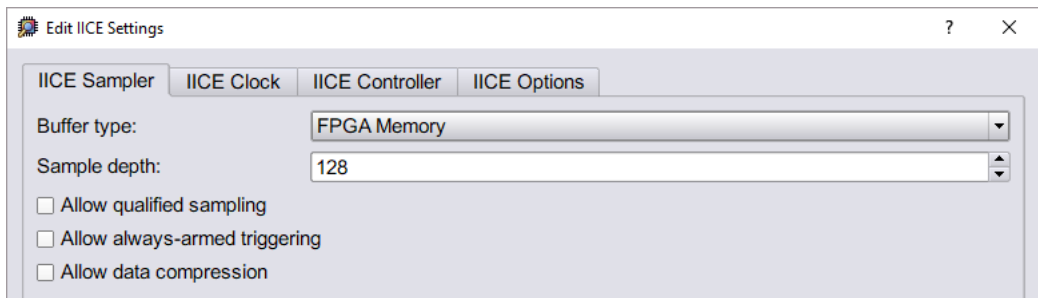 Edit IICE Settings ? ×
IICE Sampler IICE Clock IICE Controller IICE Options
Buffer type: FPGA Memory
Sample depth: 128
Allow qualified sampling
Allow always-armed triggering
Allow data compression